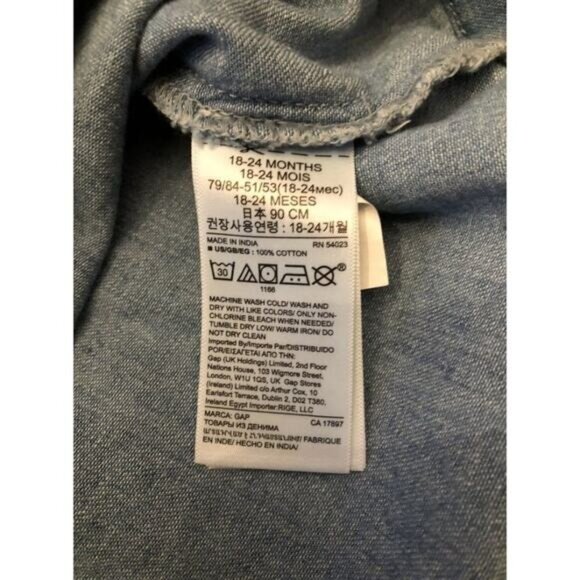 18-24 MONTHS
18-24 MOIS
79/84-51/53(18-24мес)
18-24 MESES
日本 90 CM
권장사용연령 : 18-24개월
MADE IN INDIA RN 54023
■ US/GB/EG : 100% COTTON
30
®
1166
MACHINE WASH COLD/ WASH AND
DRY WITH LIKE COLORS/ ONLY NON-
CHLORINE BLEACH WHEN NEEDED/
TUMBLE DRY LOW/ WARM IRON/ DO
NOT DRY CLEAN
Imported By/Importe Par/DISTRIBUIDO
POR/ΕΙΣΑΓΕΤΑΙ ΑΠΟ ΤΗΝ:
Gap (UK Holdings) Limited, 2nd Floor
Nations House, 103 Wigmore Street,
London, W1U 1QS, UK Gap Stores
(Ireland) Limited c/o Arthur Cox, 10
Earlsfort Terrace, Dublin 2, D02 T380,
Ireland Egypt Importer:RIGE, LLC
MARCA: GAP CA 17897
ТОВАРЫ ИЗ ДЕНИМА
FABRIQUE
EN INDE/ HECHO EN INDIA/